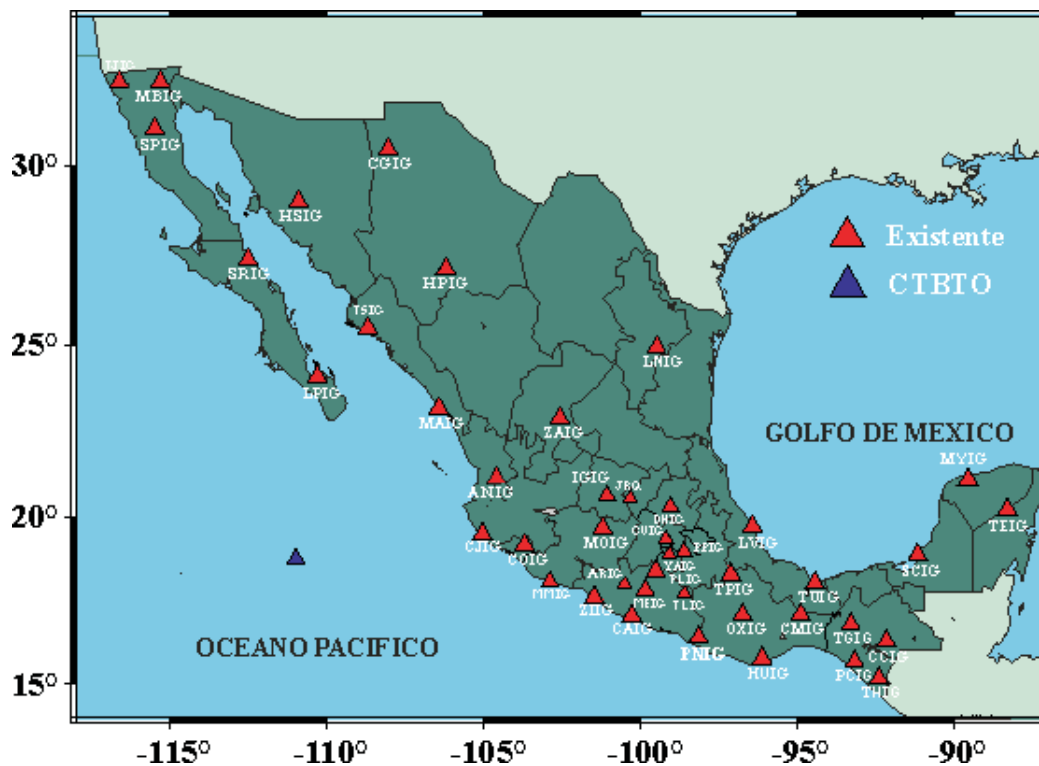 MBIG
SPIG
CGIG
30°
HSIG
Existente
SRIG
HPIG
CTBTO
TSIG
25°
LNIG
LPIG
MAIG
ZAIG
GOLFO DE MEXICO
MYIG
IGIG
JRQ
ANIG
DHIG
TEIG
20°
CUIG
CJIG
COIG
MOIG
PPIG
LVIG
YAIG
SCIG
ARIG
PLIG
MMIG
TPIG
TUIG
ZIIG
MEIG
TLIG
CAIG
OXIG
CMIG
TGIG
OCEANO PACIFICO
PNIG
CCIG
HUIG
PCIG
15°
THIG
-115°
-110°
-105°
-100°
-95°
-90°